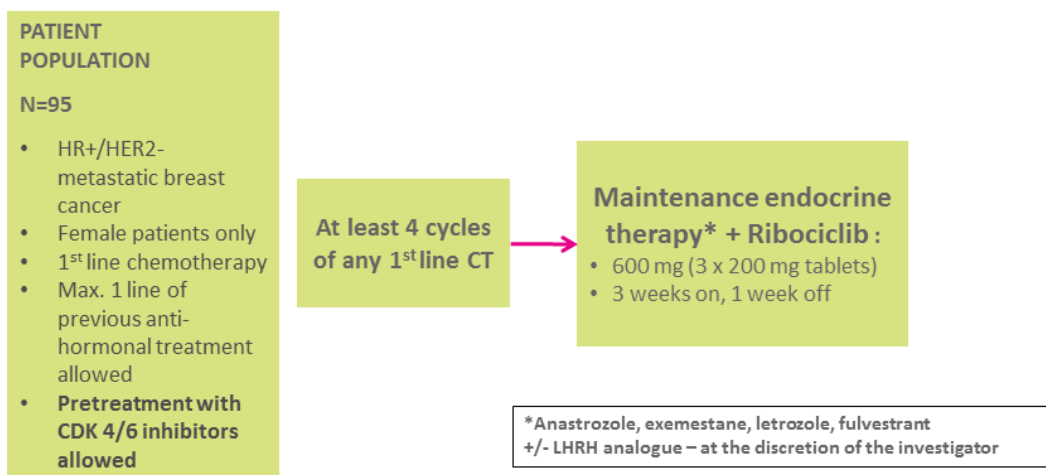 PATIENT
POPULATION
N=95
• HR+/HER2-
metastatic breast
cancer
• Female patients only
• 1st line chemotherapy
• Max. 1 line of
previous anti-
hormonal treatment
allowed
• Pretreatment with
CDK 4/6 inhibitors
allowed
At least 4 cycles
of any 1st line CT
Maintenance endocrine
therapy* + Ribociclib :
• 600 mg (3 x 200 mg tablets)
• 3 weeks on, 1 week off
*Anastrozole, exemestane, letrozole, fulvestrant
+/- LHRH analogue – at the discretion of the investigator